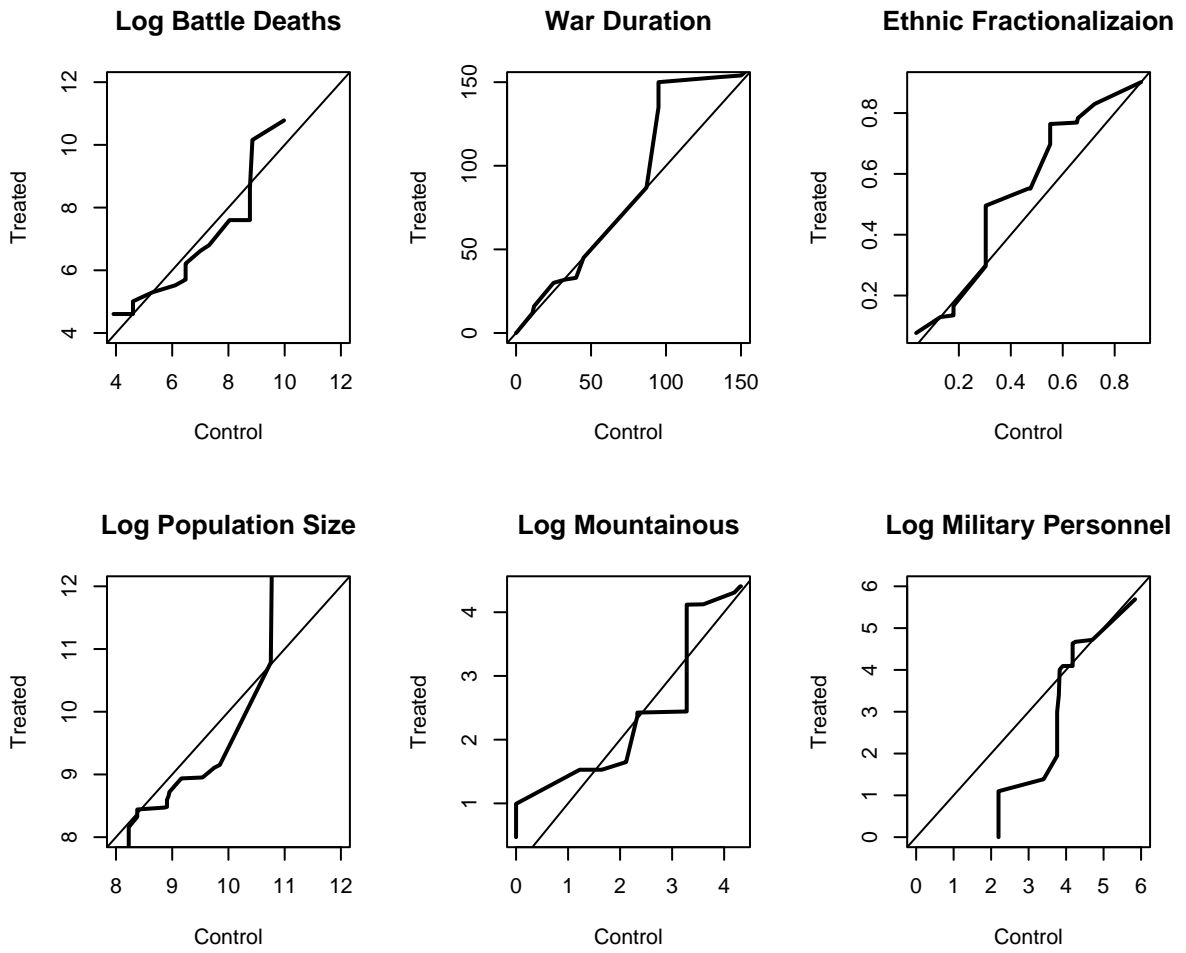 Log Battle Deaths
4 6 8 10 12
4 6 8 10 12
Control
Treated
War Duration
0 50 100 150
0 50 100 150
Control
Treated
Ethnic Fractionalizaion
0.2 0.4 0.6 0.8
0.2 0.4 0.6 0.8
Control
Treated
Log Population Size
8 9 10 11 12
8 9 10 11 12
Control
Treated
Log Mountainous
0 1 2 3 4
1 2 3 4
Control
Treated
Log Military Personnel
0 1 2 3 4 5 6
0 1 2 3 4 5 6
Control
Treated